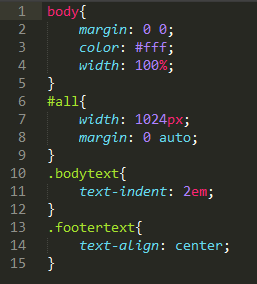 1 body{
2     margin: 0 0;
3     color: #fff;
4     width: 100%;
5 }
6 #all{
7     width: 1024px;
8     margin: 0 auto;
9 }
10 .bodytext{
11     text-indent: 2em;
12 }
13 .footertext{
14     text-align: center;
15 }